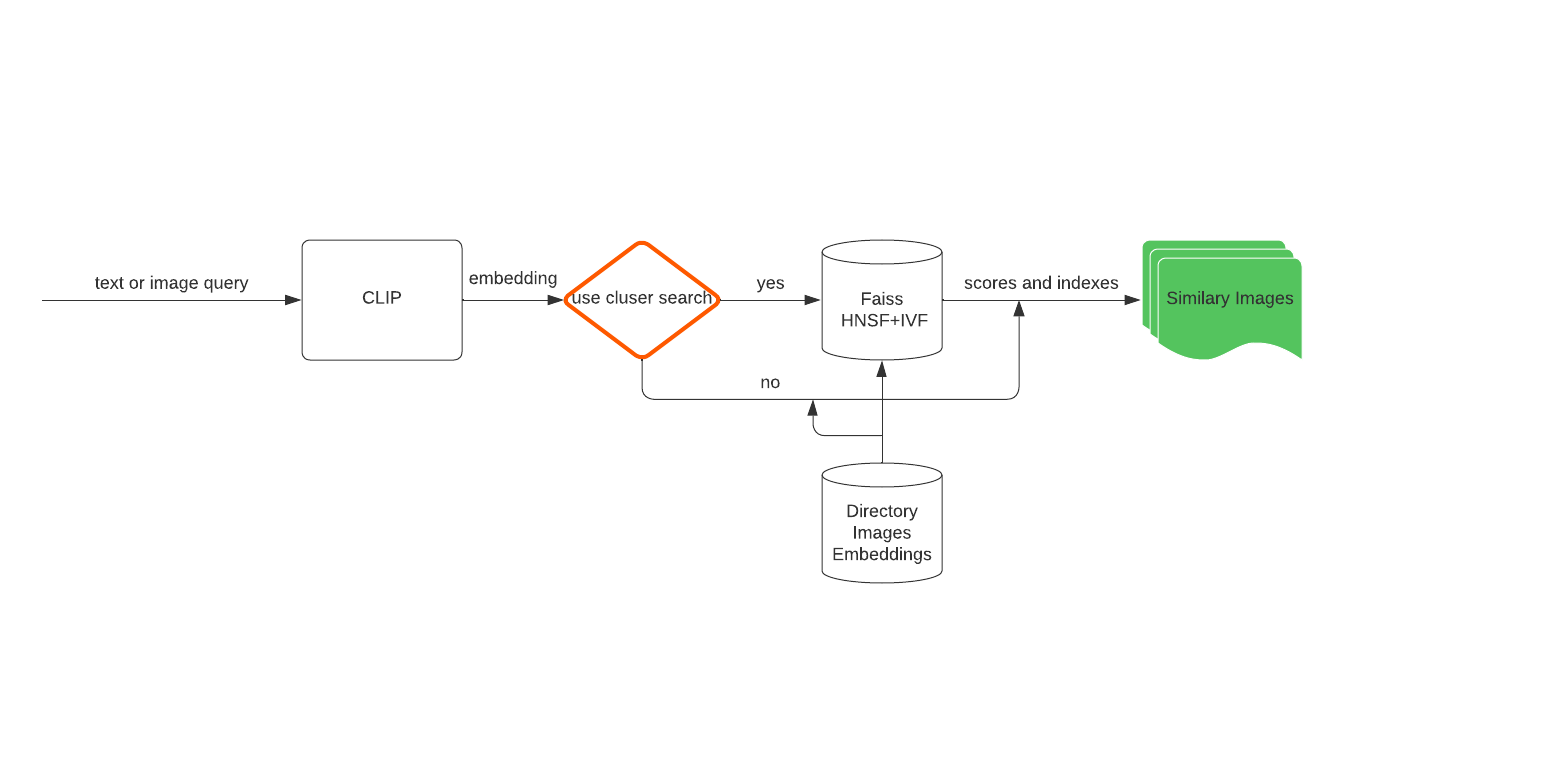 text or image query
CLIP
embedding
use cluser search
yes
Faiss
HNSF+IVF
scores and indexes
Similary Images
no
Directory
Images
Embeddings